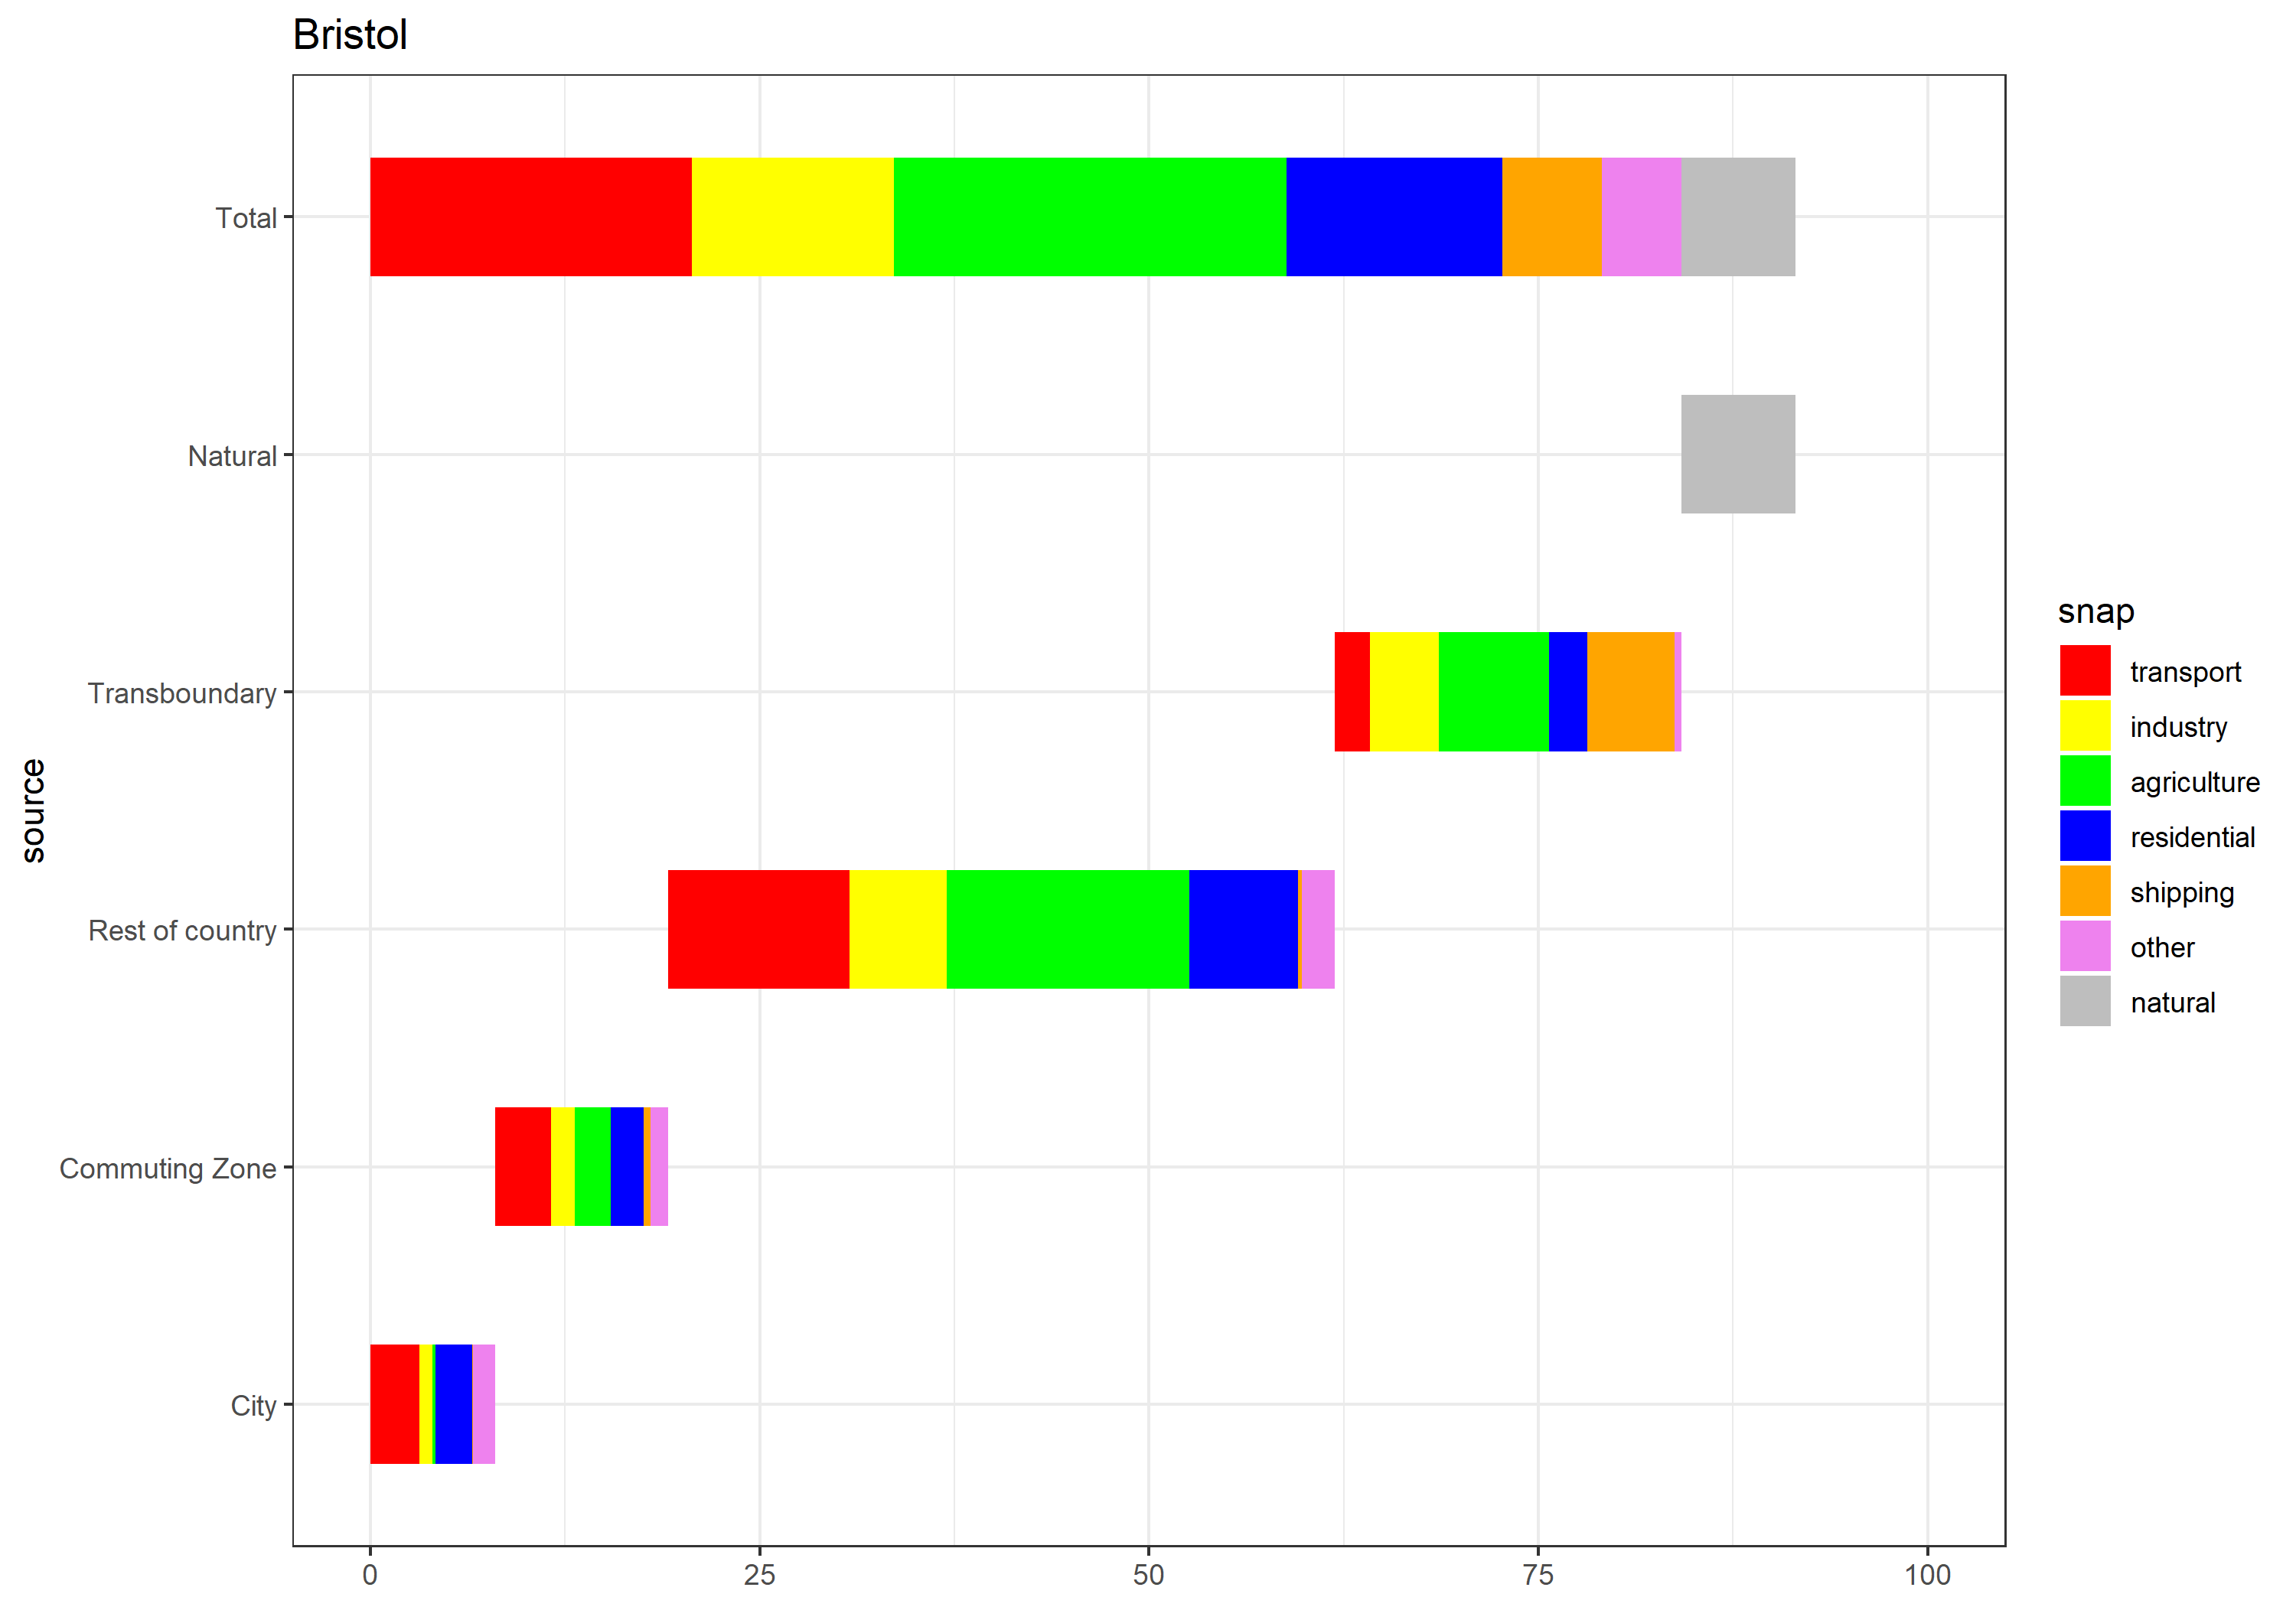 Bristol
Total
Natural
Transboundary
Rest of country
Commuting Zone
City
source
0 25 50 75 100
snap
transport
industry
agriculture
residential
shipping
other
natural